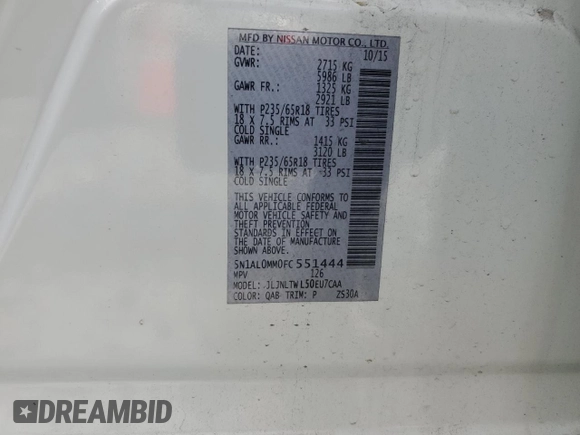 MFD BY NISSAN MOTOR CO., LTD.
DATE: 10/15
GVWR: 2715 KG
5986 LB
GAWR FR.: 1325 KG
2921 LB
WITH P235/65R18 TIRES
18 X 7.5 RIMS AT 33 PSI
COLD SINGLE
GAWR RR.: 1415 KG
3120 LB
WITH P235/65R18 TIRES
18 X 7.5 RIMS AT 33 PSI
COLD SINGLE
THIS VEHICLE CONFORMS TO
ALL APPLICABLE FEDERAL
MOTOR VEHICLE SAFETY AND
THEFT PREVENTION
STANDARDS IN EFFECT ON
THE DATE OF MANUFACTURE
SHOWN ABOVE.
5N1AL0MM0FC551444
MPV 126
MODEL: JLJNLTWL50EU7CAA
COLOR: QAB TRIM: P ZS30A
DREAMBID